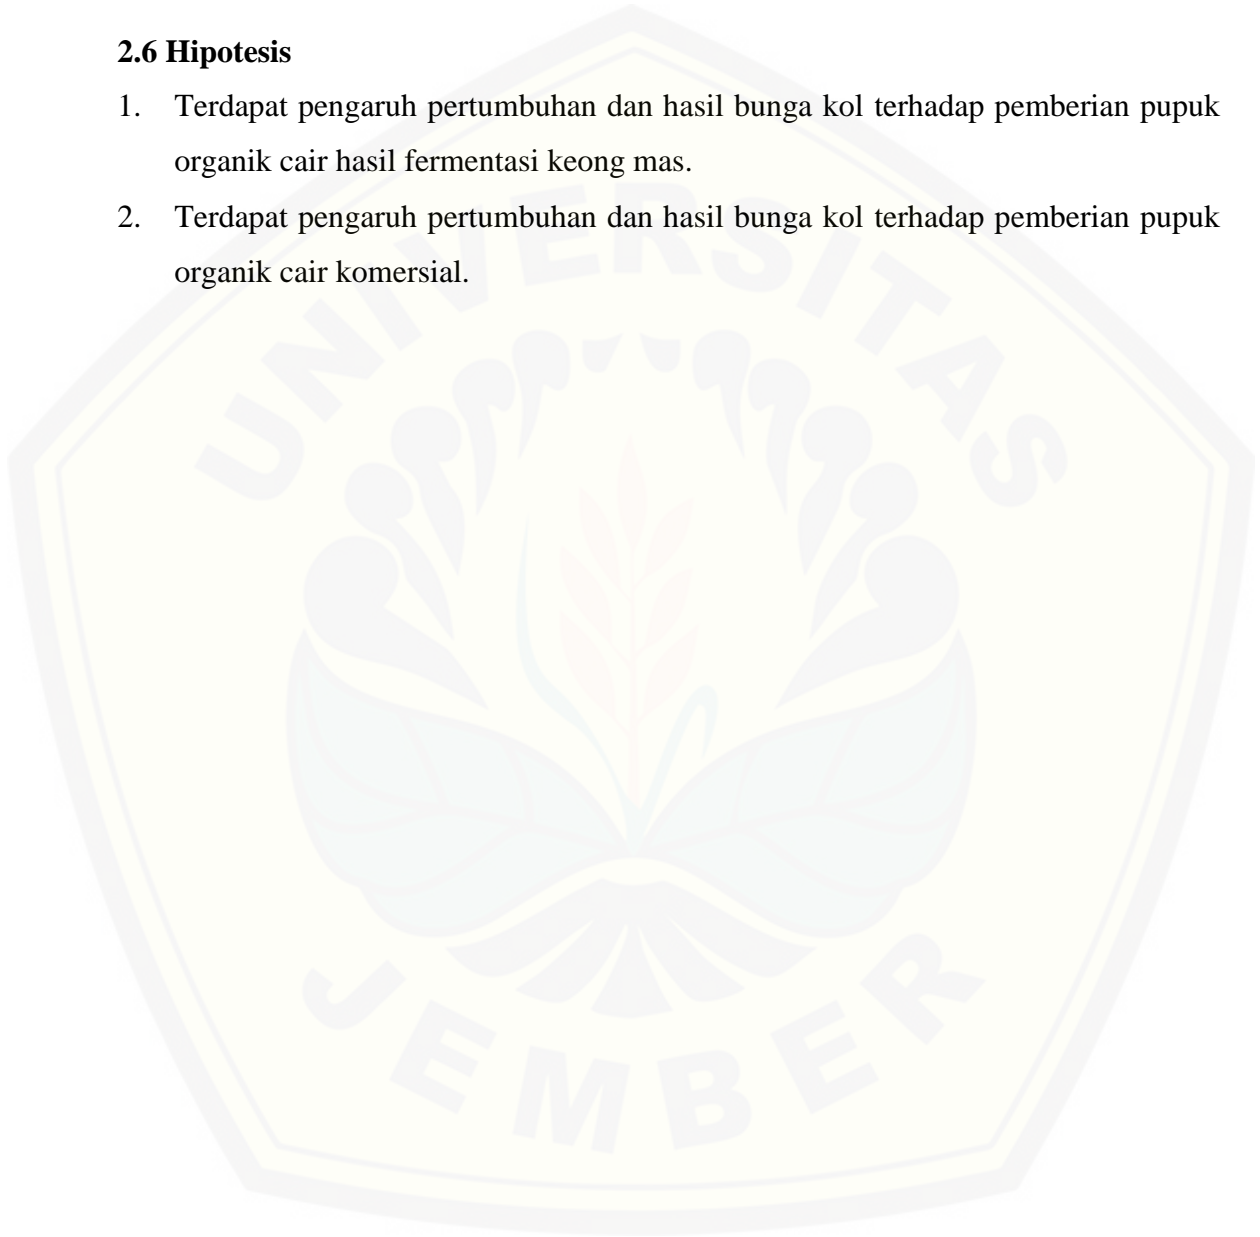 2.6 Hipotesis
1. Terdapat pengaruh pertumbuhan dan hasil bunga kol terhadap pemberian pupuk
organik cair hasil fermentasi keong mas.
2. Terdapat pengaruh pertumbuhan dan hasil bunga kol terhadap pemberian pupuk
organik cair komersial.
UNIVERSITAS
JEMBER